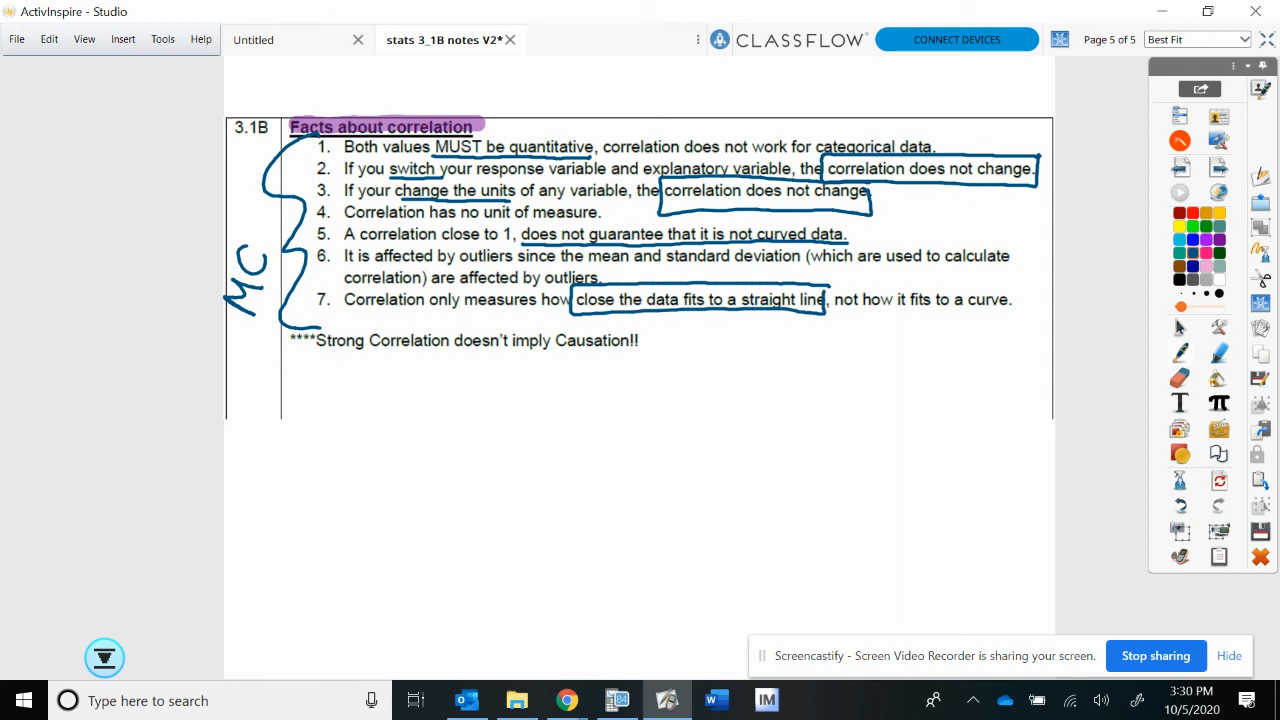 ActivInspire - Studio
File Edit View Insert Tools Help
Untitled
stats 3_1B notes V2*
CLASSFLOW
CONNECT DEVICES
Page 5 of 5
Best Fit
3.1B
Facts about correlation
1. Both values MUST be quantitative, correlation does not work for categorical data.
2. If you switch your response variable and explanatory variable, the correlation does not change.
3. If your change the units of any variable, the correlation does not change.
4. Correlation has no unit of measure.
5. A correlation close to 1, does not guarantee that it is not curved data.
6. It is affected by outliers since the mean and standard deviation (which are used to calculate
correlation) are affected by outliers.
7. Correlation only measures how close the data fits to a straight line, not how it fits to a curve.
MC
****Strong Correlation doesn't imply Causation!!
Screencastify - Screen Video Recorder is sharing your screen.
Stop sharing
Hide
Type here to search
IM
3:30 PM
10/5/2020